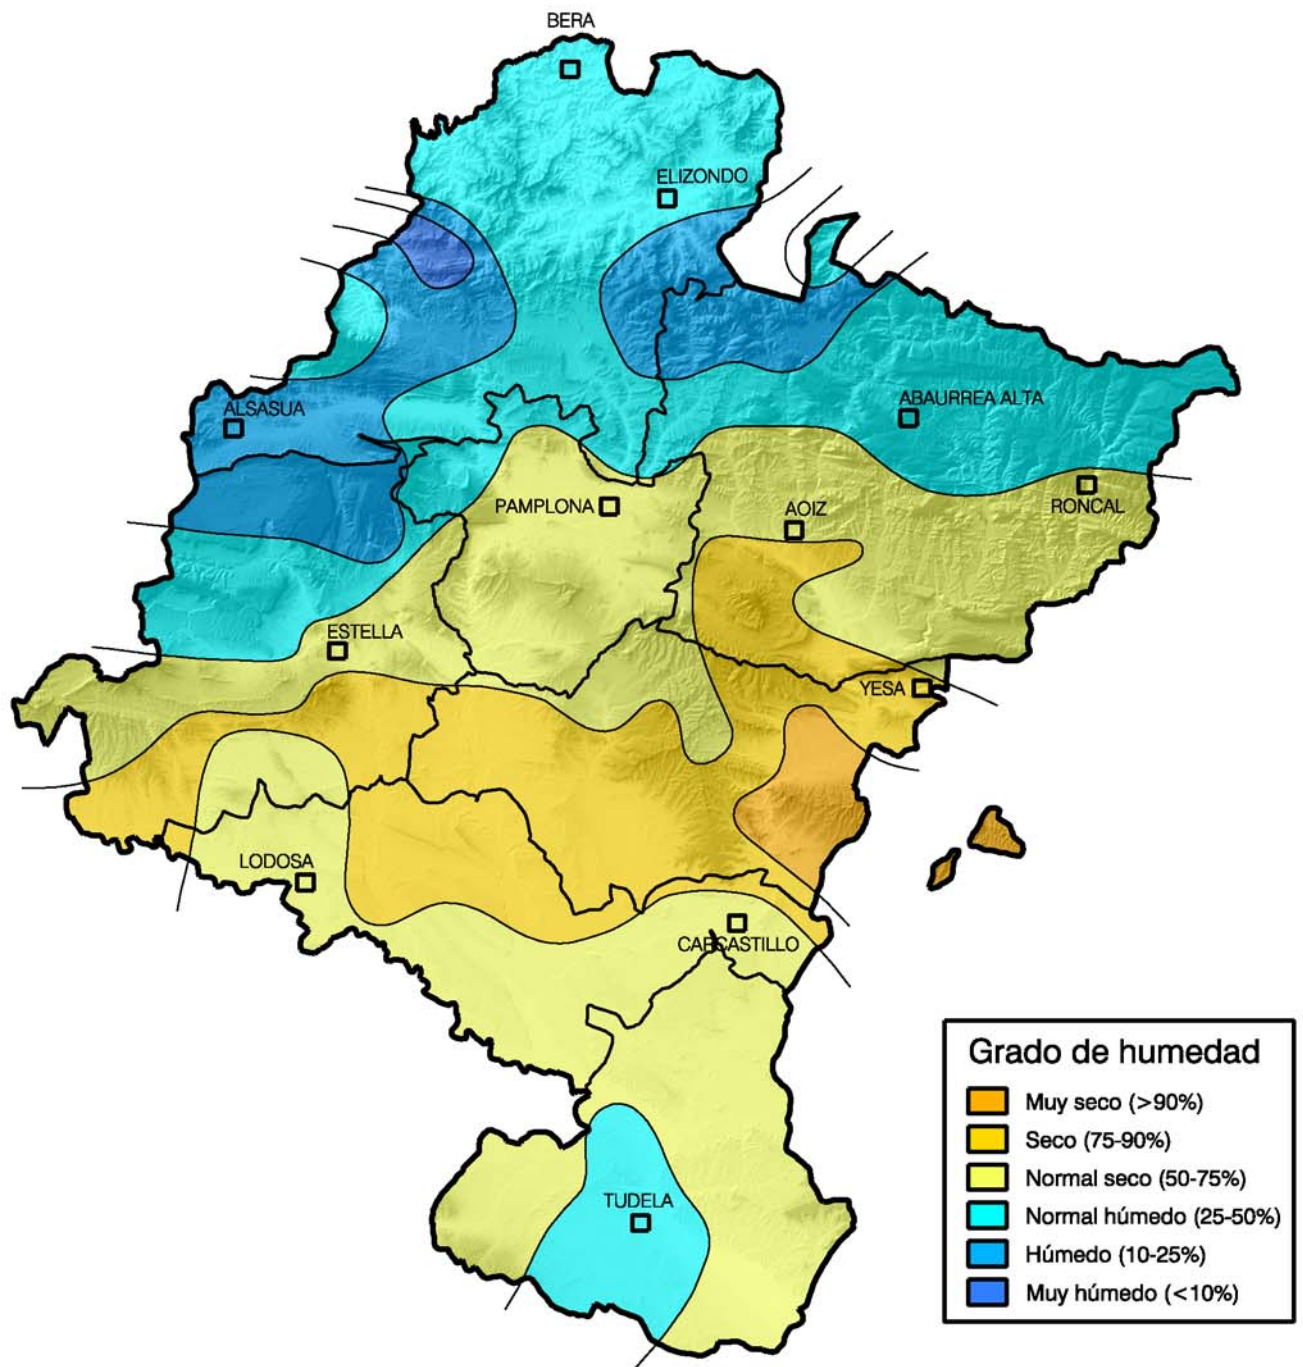 BERA
ELIZONDO
ALSASUA
ABAURREA ALTA
PAMPLONA
AOIZ
RONCAL
ESTELLA
YESA
LODOSA
CARCASTILLO
TUDELA
Grado de humedad
Muy seco (>90%)
Seco (75-90%)
Normal seco (50-75%)
Normal húmedo (25-50%)
Húmedo (10-25%)
Muy húmedo (<10%)